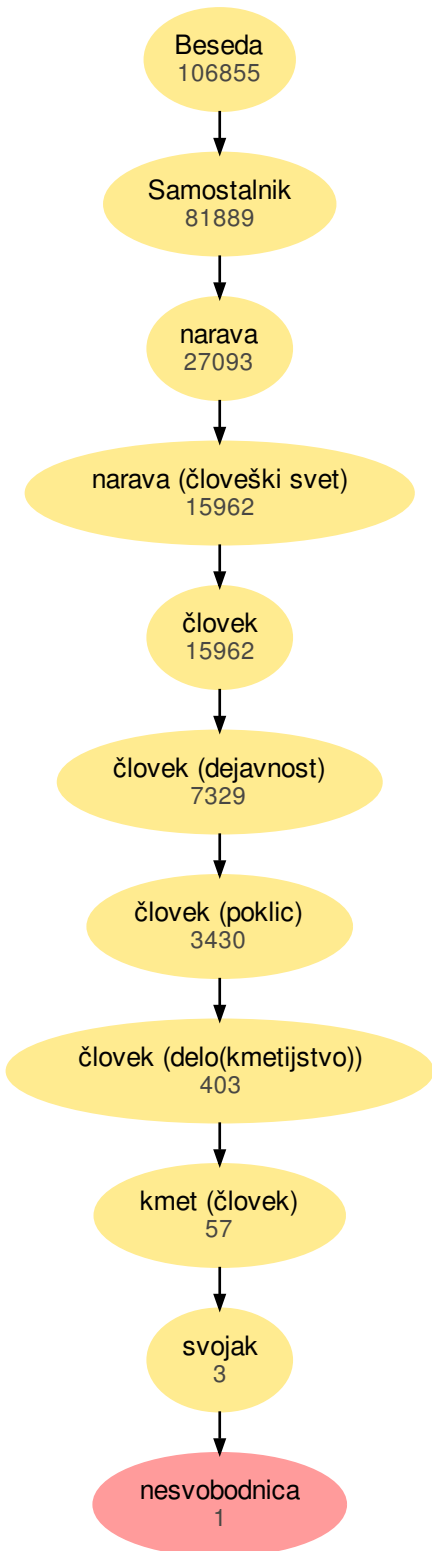 Beseda
106855
Samostalnik
81889
narava
27093
narava (človeški svet)
15962
človek
15962
človek (dejavnost)
7329
človek (poklic)
3430
človek (delo(kmetijstvo))
403
kmet (človek)
57
svojak
3
nesvobodnica
1